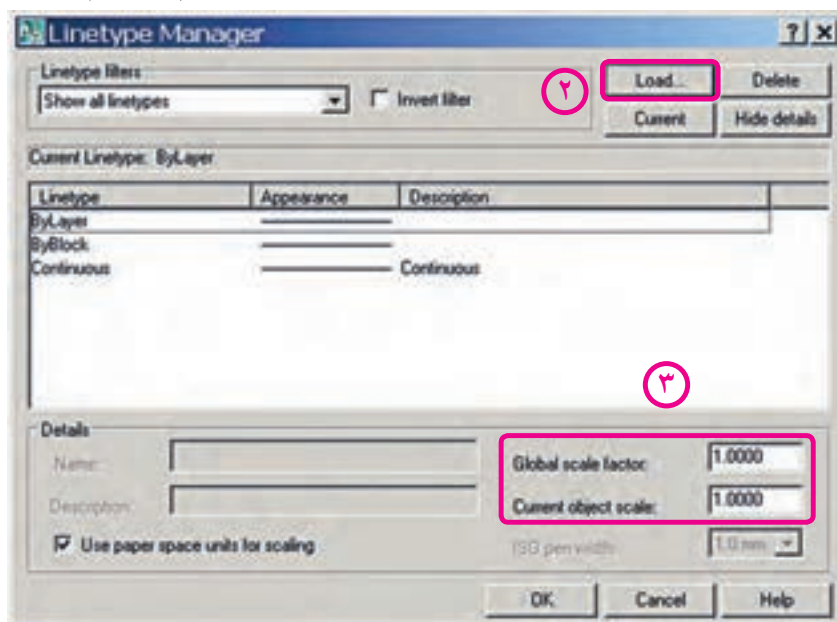 Linetype Manager
Linetype filters
Show all linetypes
Invert filter
۲
Load...
Delete
Current
Hide details
Current Linetype: ByLayer
Linetype Appearance Description
ByLayer
ByBlock
Continuous Continuous
۳
Details
Name:
Description:
Use paper space units for scaling
Global scale factor: 1.0000
Current object scale: 1.0000
ISO pen width: 1.0 mm
OK Cancel Help